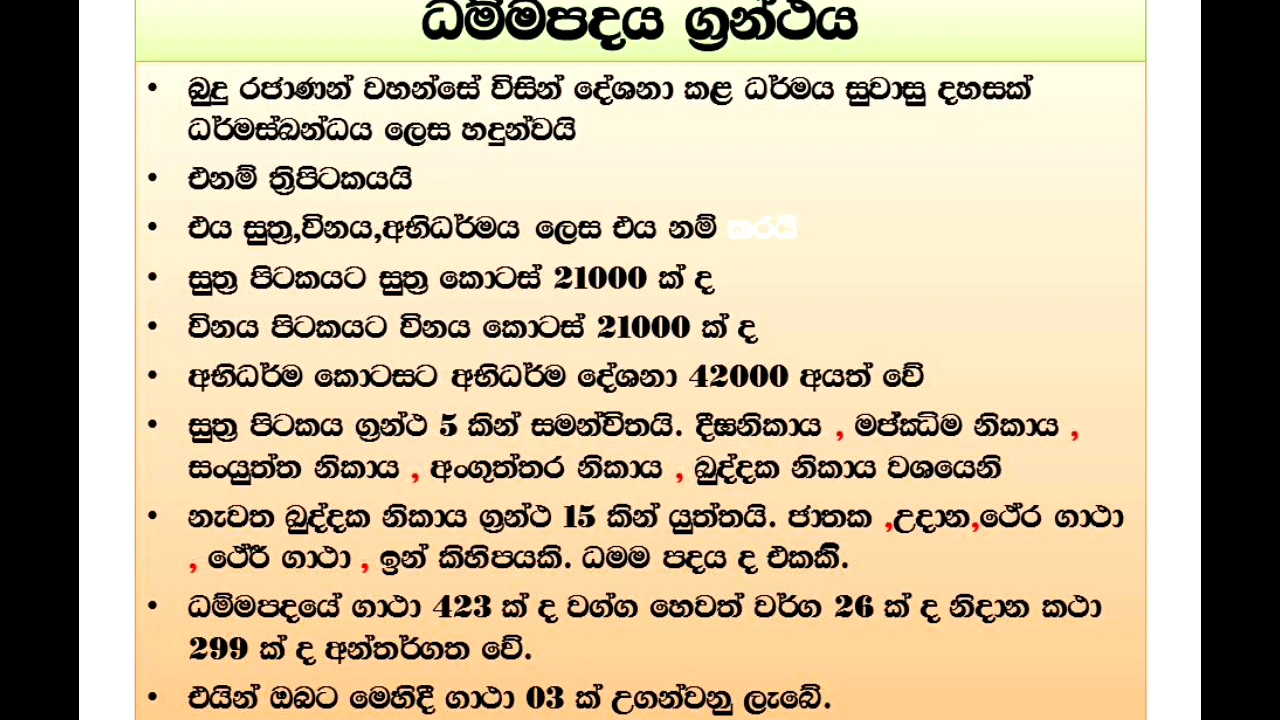 ධම්මපදය ග්‍රන්ථය
• බුදු රජාණන් වහන්සේ විසින් දේශනා කළ ධර්මය සුවාසු දහසක්
ධර්මස්ඛන්ධය ලෙස හදුන්වයි
• එනම් ත්‍රිපිටකයයි
• එය සුත්‍ර,විනය,අභිධර්මය ලෙස එය නම් කරයි
• සුත්‍ර පිටකයට සුත්‍ර කොටස් 21000 ක් ද
• විනය පිටකයට විනය කොටස් 21000 ක් ද
• අභිධර්ම කොටසට අභිධර්ම දේශනා 42000 අයත් වේ
• සුත්‍ර පිටකය ග්‍රන්ථ 5 කින් සමන්විතයි. දීඝනිකාය , මජ්ඣිම නිකාය ,
සංයුත්ත නිකාය , අංගුත්තර නිකාය , ඛුද්දක නිකාය වශයෙනි
• නැවත ඛුද්දක නිකාය ග්‍රන්ථ 15 කින් යුත්තයි. ජාතක ,උදාන,ථේර ගාථා
, ථේරී ගාථා , ඉන් කිහිපයකි. ධමම පදය ද එකකි.
• ධම්මපදයේ ගාථා 423 ක් ද වග්ග හෙවත් වර්ග 26 ක් ද නිදාන කථා
299 ක් ද අන්තර්ගත වේ.
• එයින් ඔබට මෙහිදී ගාථා 03 ක් උගන්වනු ලැබේ.